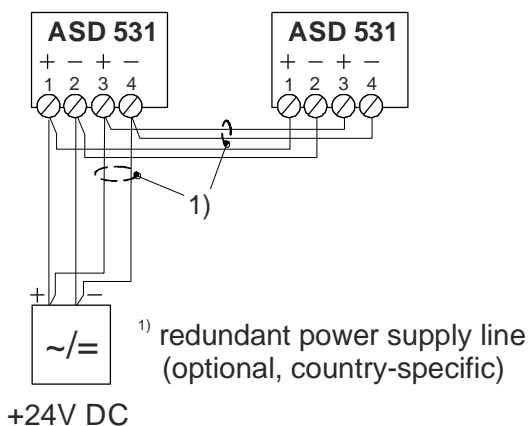 ASD 531 ASD 531
+ − + − + − + −
1 2 3 4 1 2 3 4
1)
+ −
~/=
1) redundant power supply line
(optional, country-specific)
+24V DC